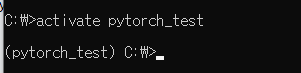 C:₩>activate pytorch_test
(pytorch_test) C:₩>